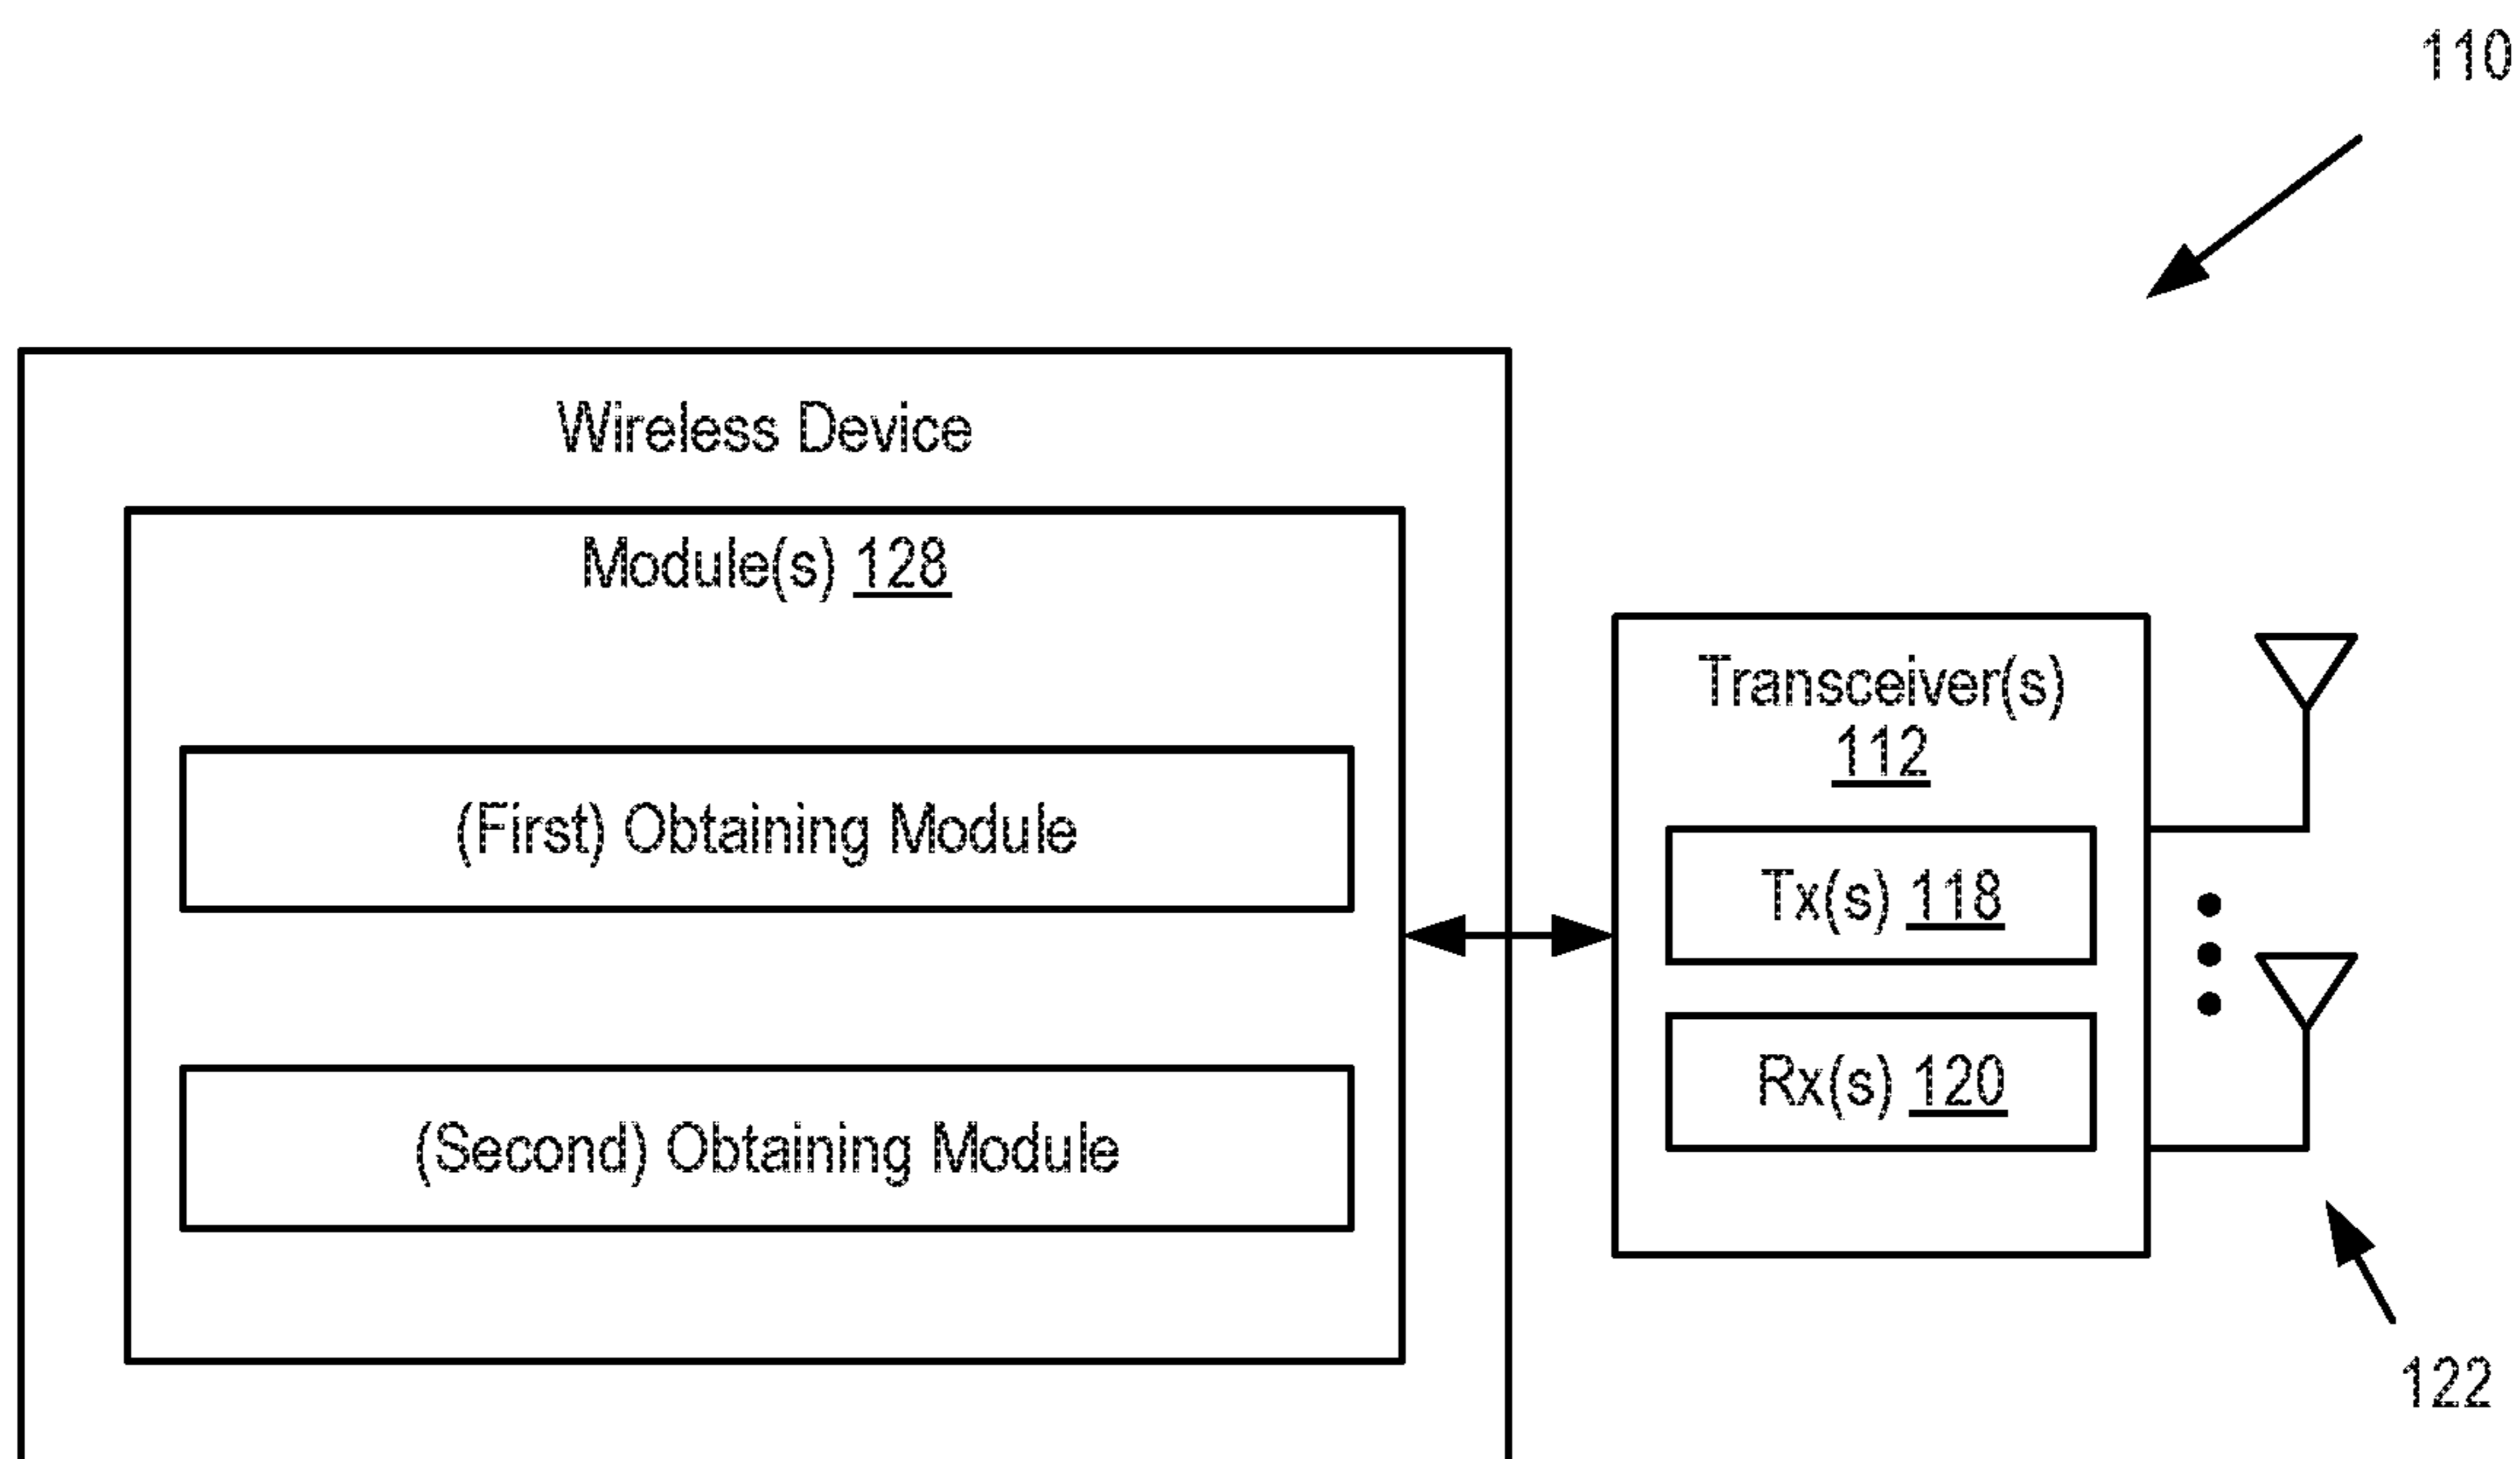 110
Wireless Device
Module(s) 128
(First) Obtaining Module
(Second) Obtaining Module
Transceiver(s)
112
Tx(s) 118
Rx(s) 120
122